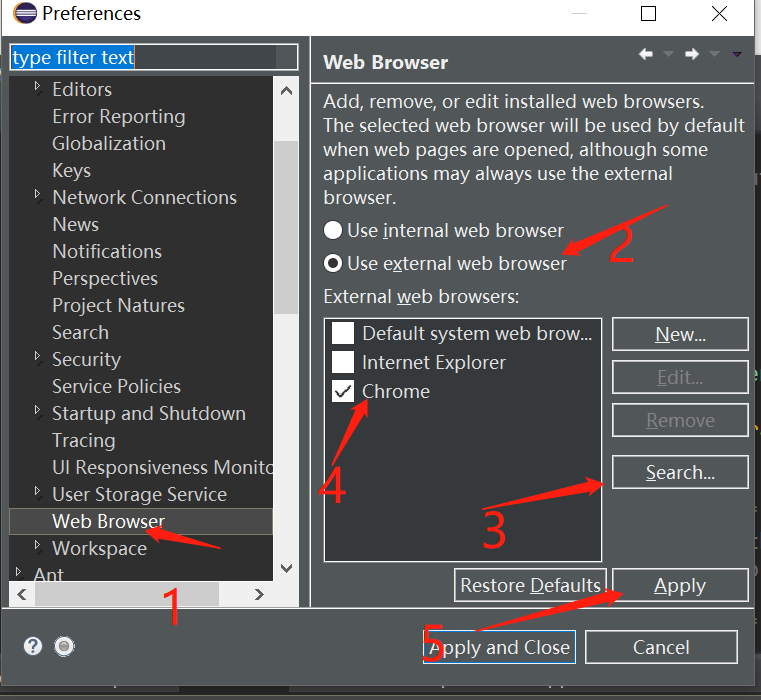 Preferences
type filter text
Editors
Error Reporting
Globalization
Keys
Network Connections
News
Notifications
Perspectives
Project Natures
Search
Security
Service Policies
Startup and Shutdown
Tracing
UI Responsiveness Monito
User Storage Service
Web Browser
Workspace
Ant
1
Web Browser
Add, remove, or edit installed web browsers.
The selected web browser will be used by default
when web pages are opened, although some
applications may always use the external
browser.
Use internal web browser
2
Use external web browser
External web browsers:
Default system web brow...
Internet Explorer
Chrome
4
New...
Edit...
Remove
Search...
3
Restore Defaults
Apply
5
Apply and Close
Cancel